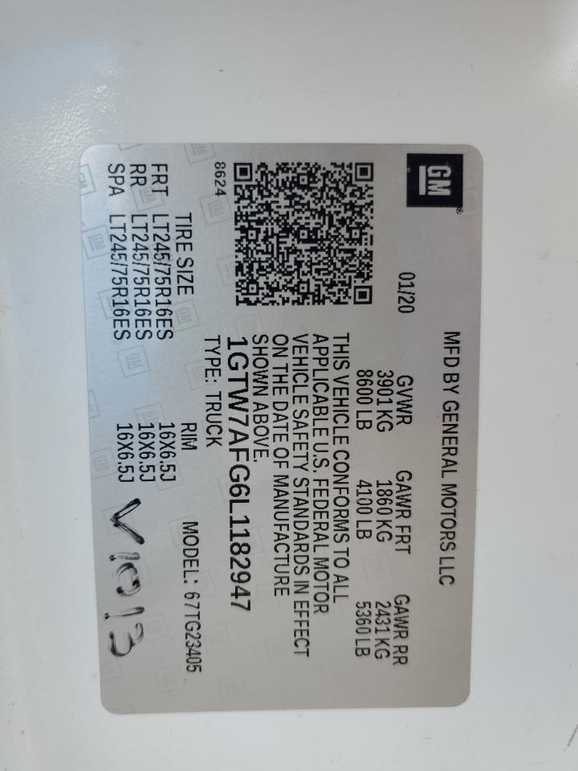 GM
MFD BY GENERAL MOTORS LLC
01/20 GVWR GAWR FRT GAWR RR
3901 KG 1860 KG 2431 KG
8600 LB 4100 LB 5360 LB
THIS VEHICLE CONFORMS TO ALL
APPLICABLE U.S. FEDERAL MOTOR
VEHICLE SAFETY STANDARDS IN EFFECT
ON THE DATE OF MANUFACTURE
SHOWN ABOVE.
8624
1GTW7AFG6L1182947
TYPE: TRUCK MODEL: 67TG23405
TIRE SIZE RIM
FRT LT245/75R16ES 16X6.5J
RR LT245/75R16ES 16X6.5J
SPA LT245/75R16ES 16X6.5J
V1013